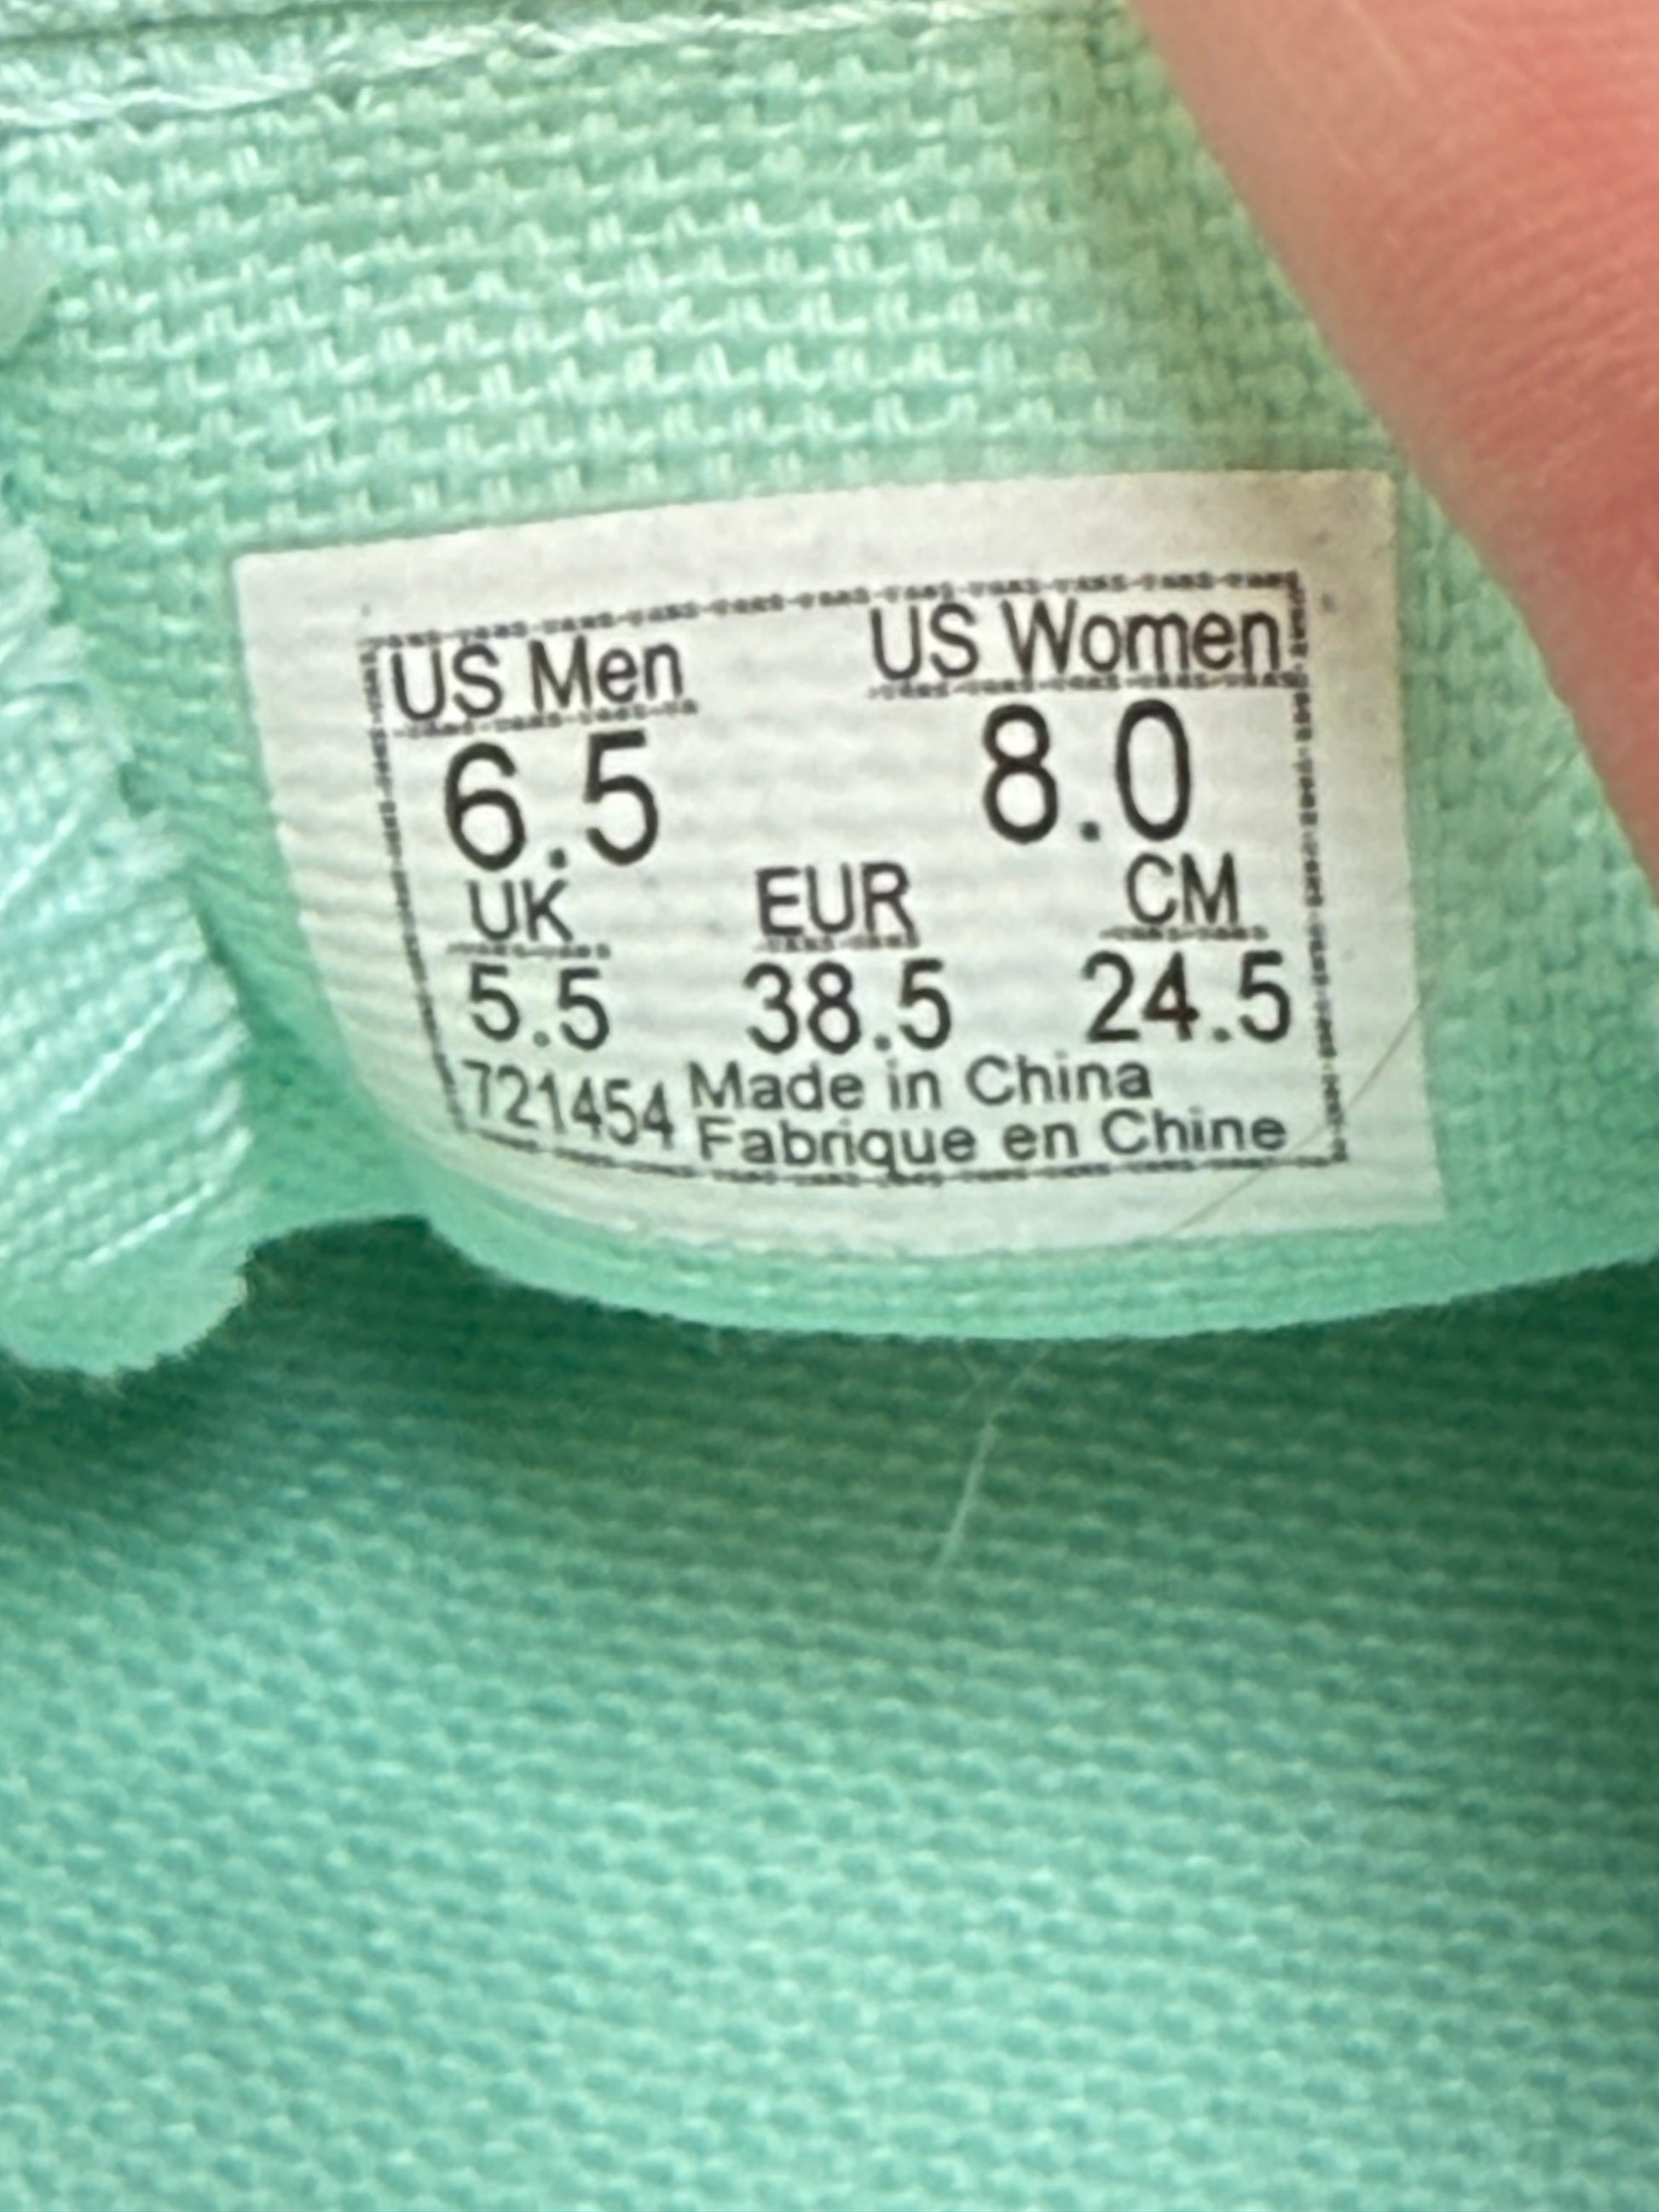 US Men US Women
6.5 8.0
UK EUR CM
5.5 38.5 24.5
721454 Made in China
Fabrique en Chine